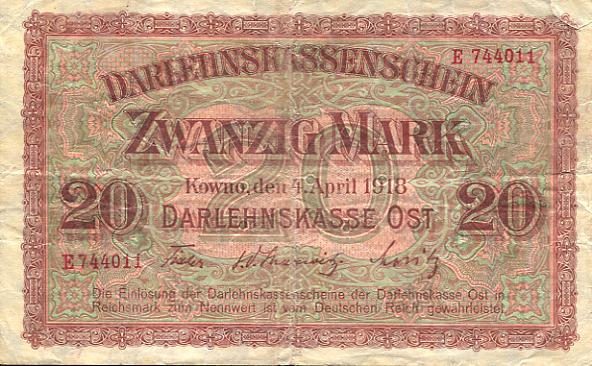 E 744011
DARLEHNSKASSENSCHEIN
ZWANZIG MARK
20
Kowno, den 4. April 1918
20 20
DARLEHNSKASSE OST
E 744011
Die Einlösung der Darlehnskassenscheine der Darlehnskasse Ost in
Reichsmark zum Nennwert ist vom Deutschen Reich gewährleistet